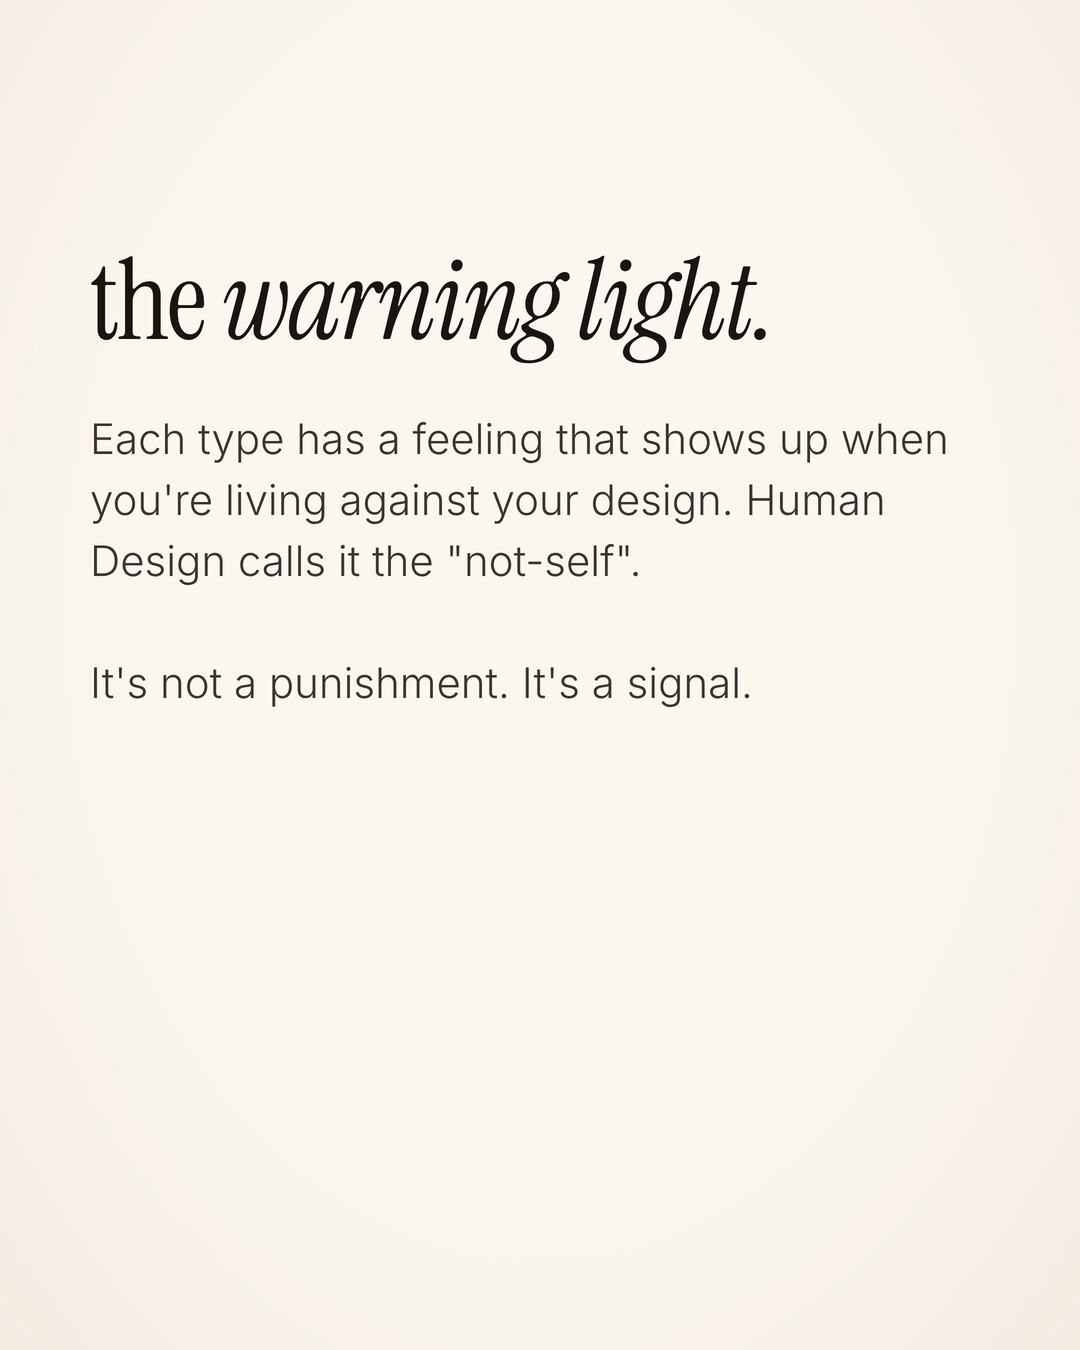 the warning light.
Each type has a feeling that shows up when
you're living against your design. Human
Design calls it the "not-self".
It's not a punishment. It's a signal.